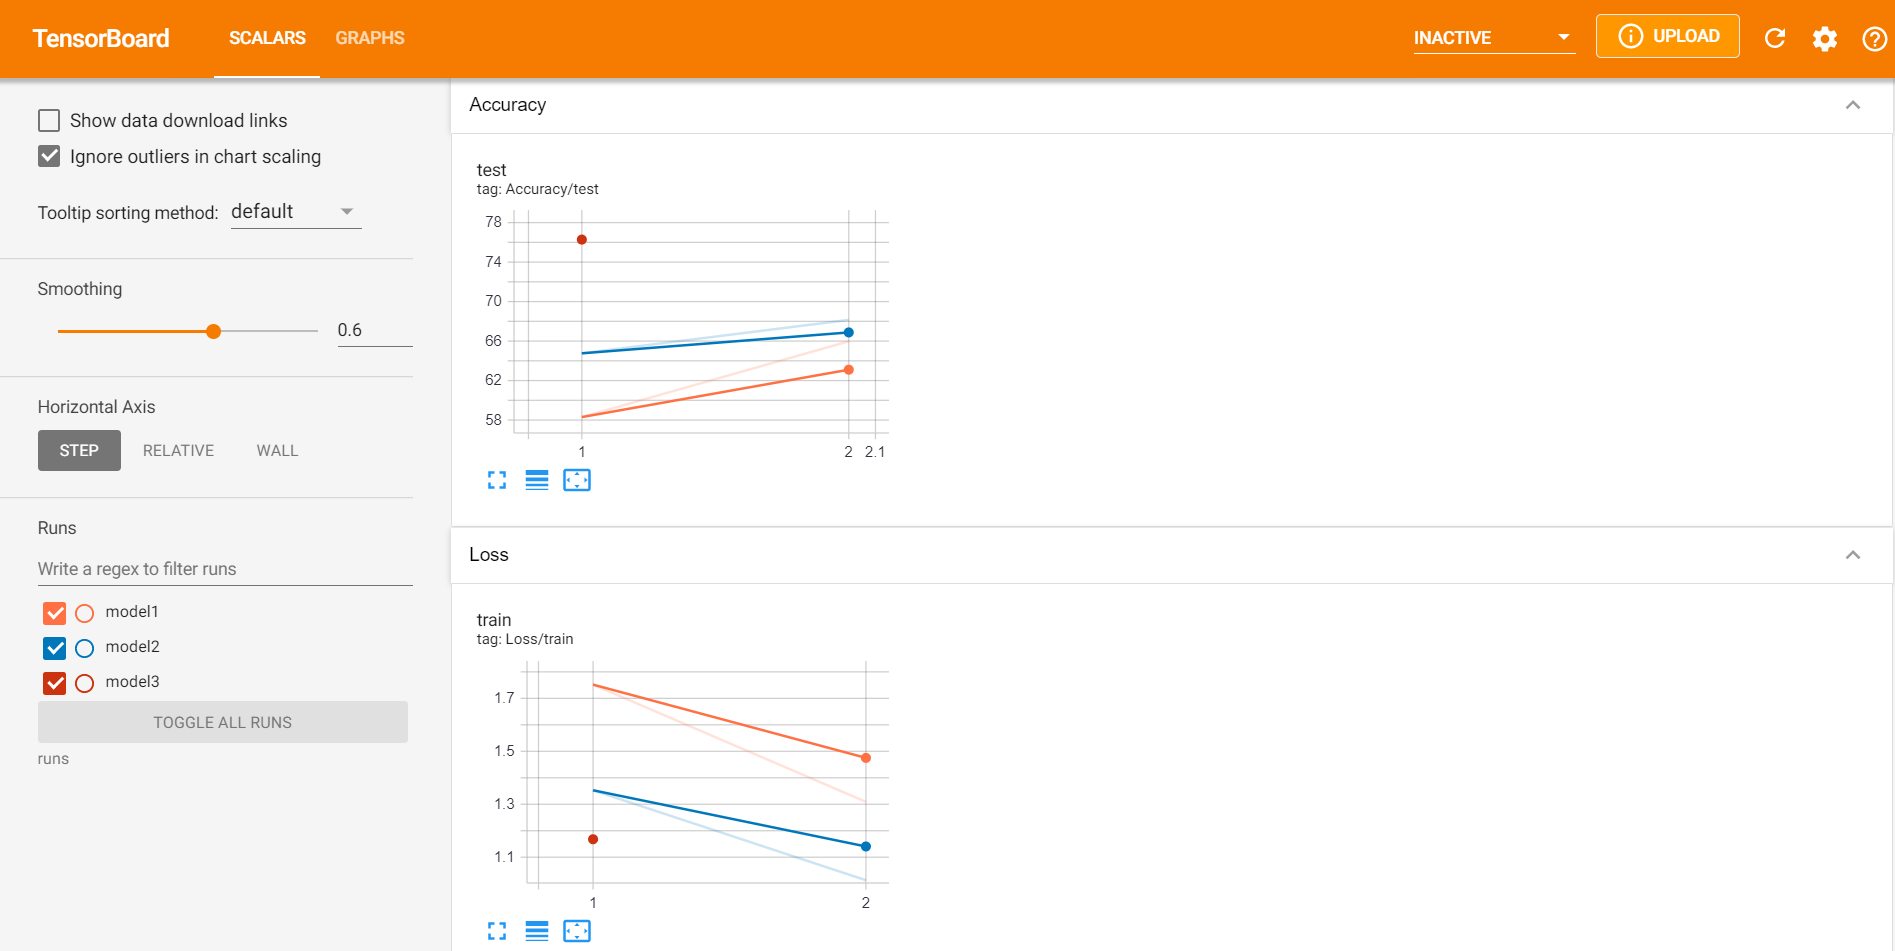 TensorBoard SCALARS GRAPHS INACTIVE UPLOAD
Show data download links
Ignore outliers in chart scaling
Tooltip sorting method: default
Smoothing
0.6
Horizontal Axis
STEP RELATIVE WALL
Runs
Write a regex to filter runs
model1
model2
model3
TOGGLE ALL RUNS
runs
Accuracy
test
tag: Accuracy/test
78
74
70
66
62
58
1 2 2.1
Loss
train
tag: Loss/train
1.7
1.5
1.3
1.1
1 2